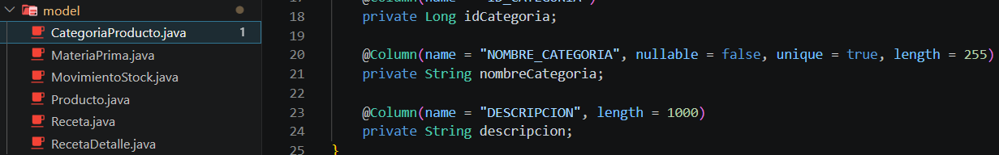 model
CategoriaProducto.java 1
MateriaPrima.java
MovimientoStock.java
Producto.java
Receta.java
RecetaDetalle.java
18 private Long idCategoria;
19
20 @Column(name = "NOMBRE_CATEGORIA", nullable = false, unique = true, length = 255)
21 private String nombreCategoria;
22
23 @Column(name = "DESCRIPCION", length = 1000)
24 private String descripcion;
25 }